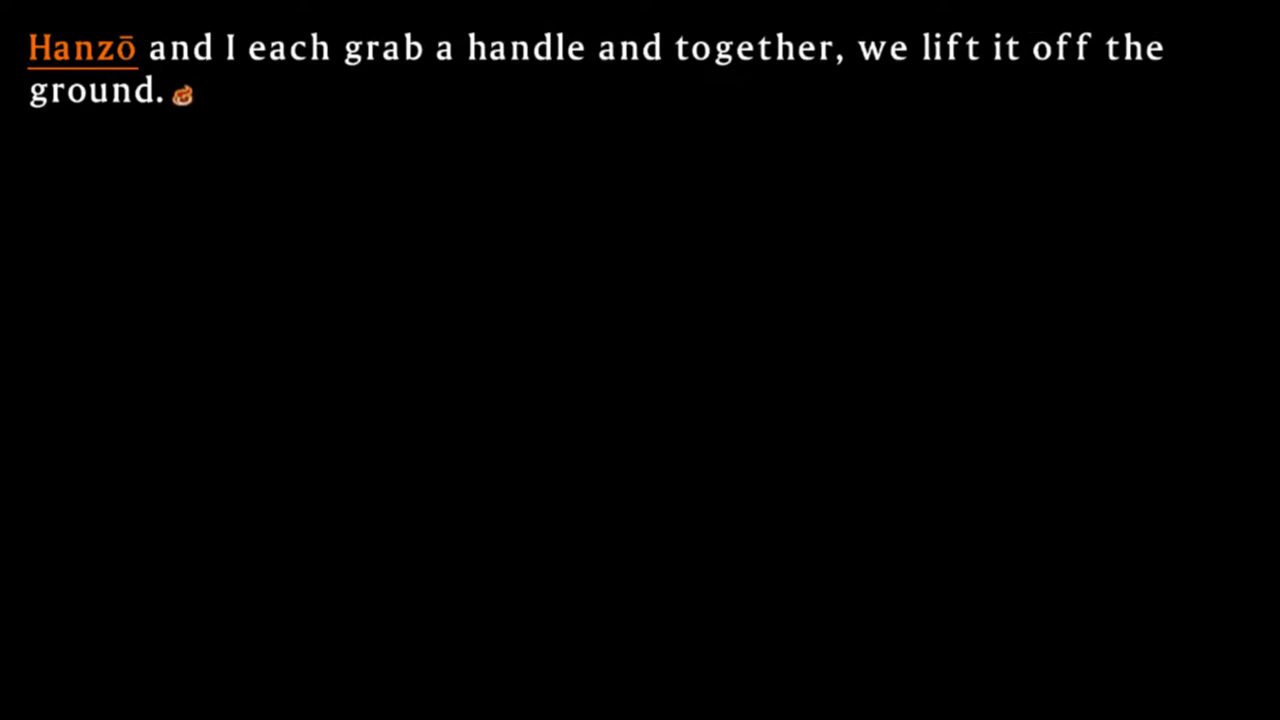 Hanzō and I each grab a handle and together, we lift it off the
ground.